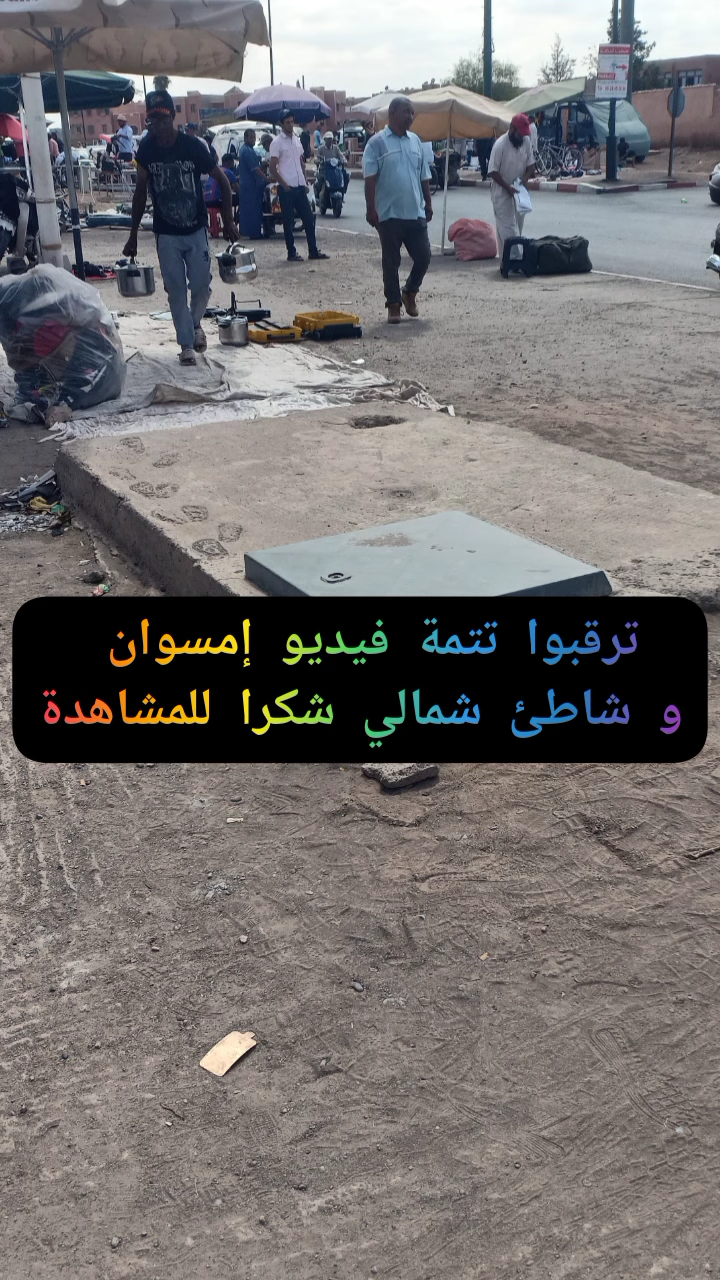 ترقبوا تتمة فيديو إمسوان
و شاطئ شمالي شكرا للمشاهدة